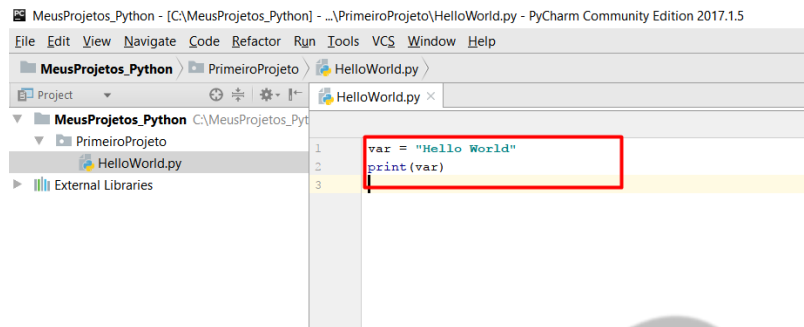 PC MeusProjetos_Python - [C:\MeusProjetos_Python] - ...\PrimeiroProjeto\HelloWorld.py - PyCharm Community Edition 2017.1.5
File Edit View Navigate Code Refactor Run Tools VCS Window Help
MeusProjetos_Python PrimeiroProjeto HelloWorld.py
Project
HelloWorld.py
MeusProjetos_Python C:\MeusProjetos_Pyt
PrimeiroProjeto
HelloWorld.py
External Libraries
1 var = "Hello World"
2 print(var)
3